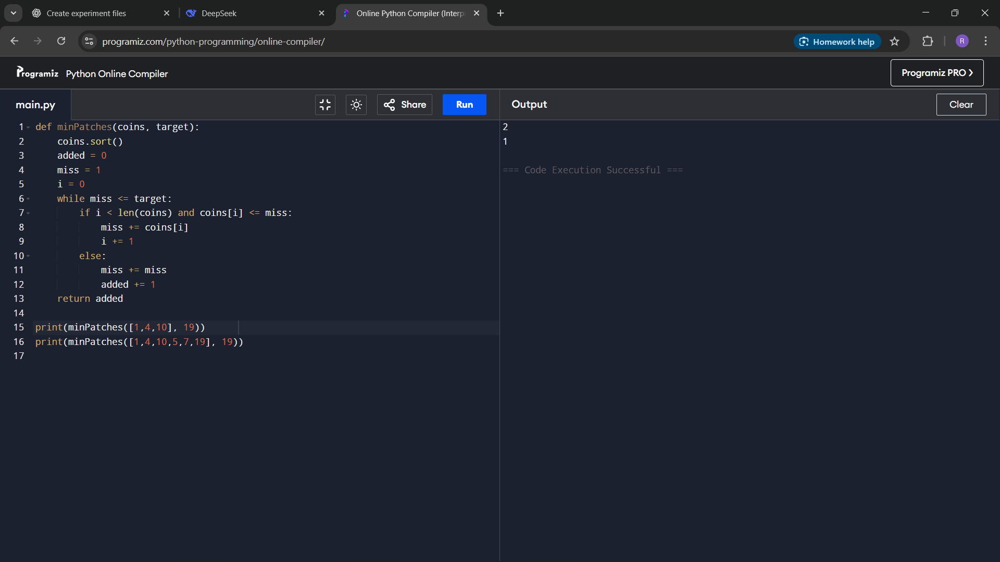 Create experiment files
DeepSeek
Online Python Compiler (Interp
programiz.com/python-programming/online-compiler/
Homework help
R
Programiz Python Online Compiler
Programiz PRO
main.py
Share
Run
Output
Clear
1 def minPatches(coins, target):
2     coins.sort()
3     added = 0
4     miss = 1
5     i = 0
6     while miss <= target:
7         if i < len(coins) and coins[i] <= miss:
8             miss += coins[i]
9             i += 1
10         else:
11             miss += miss
12             added += 1
13     return added
14
15 print(minPatches([1,4,10], 19))
16 print(minPatches([1,4,10,5,7,19], 19))
17
2
1
=== Code Execution Successful ===